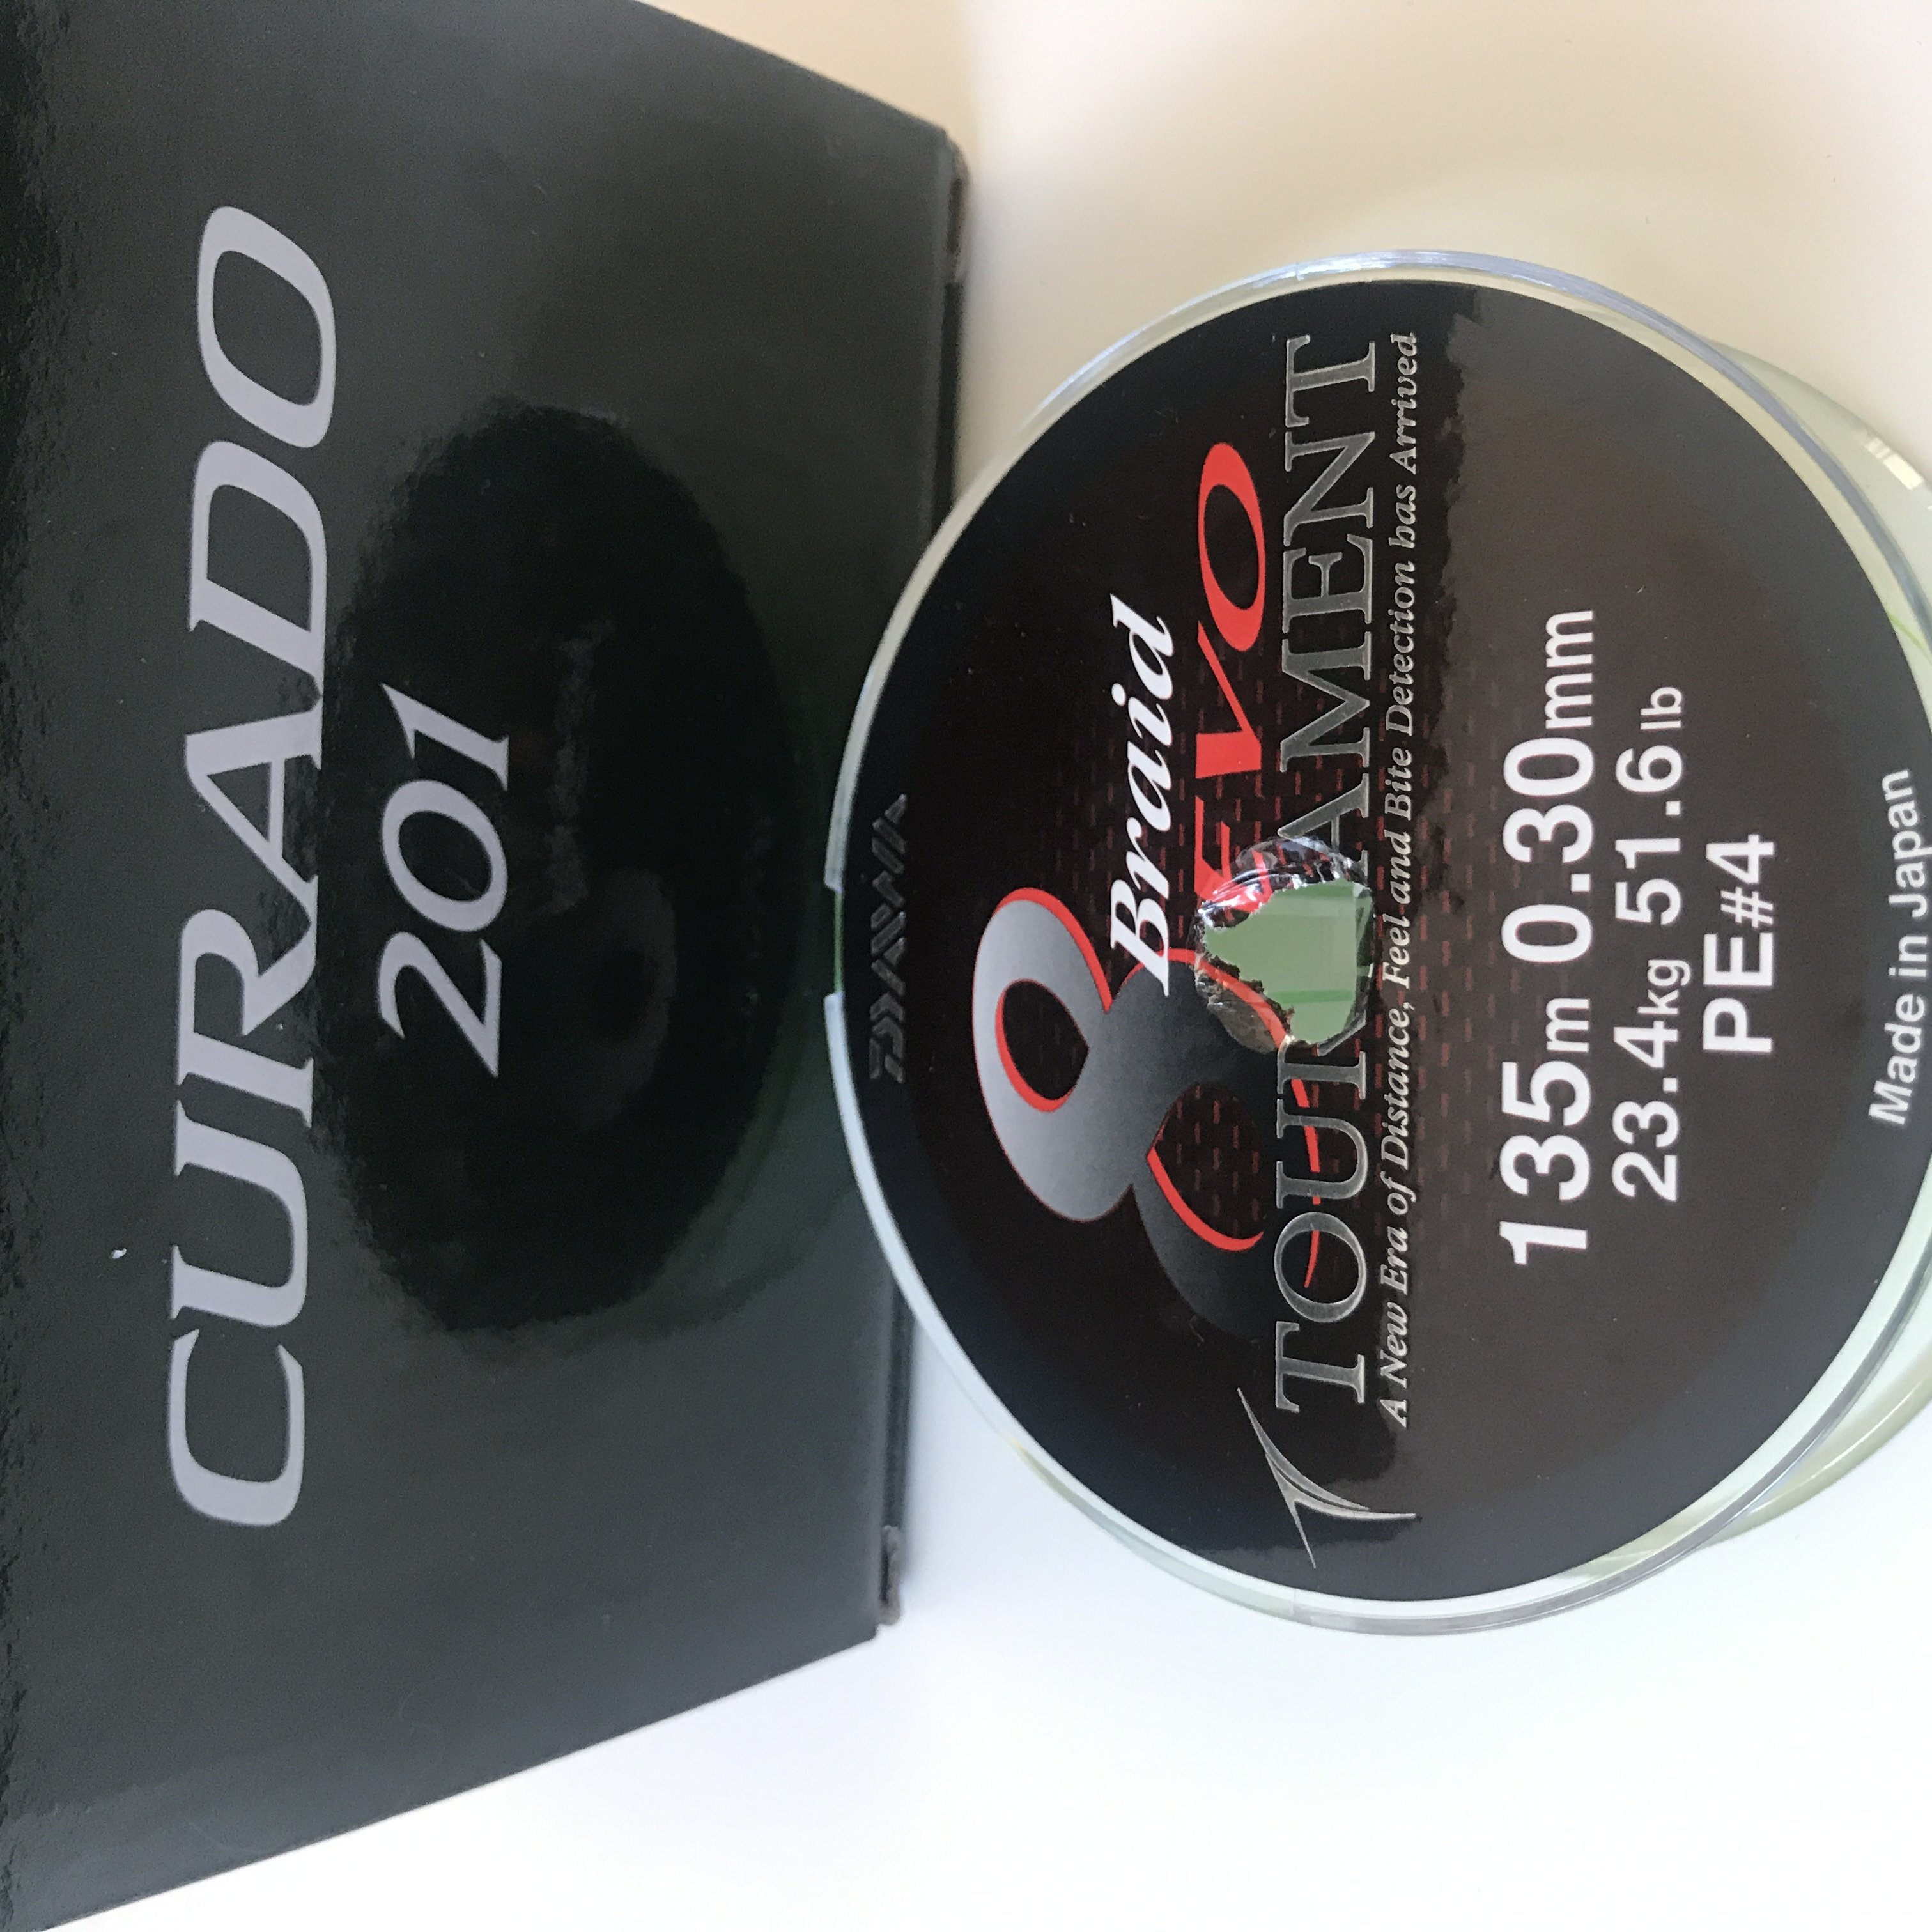 CURADO
201
DAIWA
8 Braid
EVO
TOURNAMENT
A New Era of Distance, Feel and Bite Detection has Arrived
135m 0.30mm
23.4kg 51.6lb
PE#4
Made in Japan